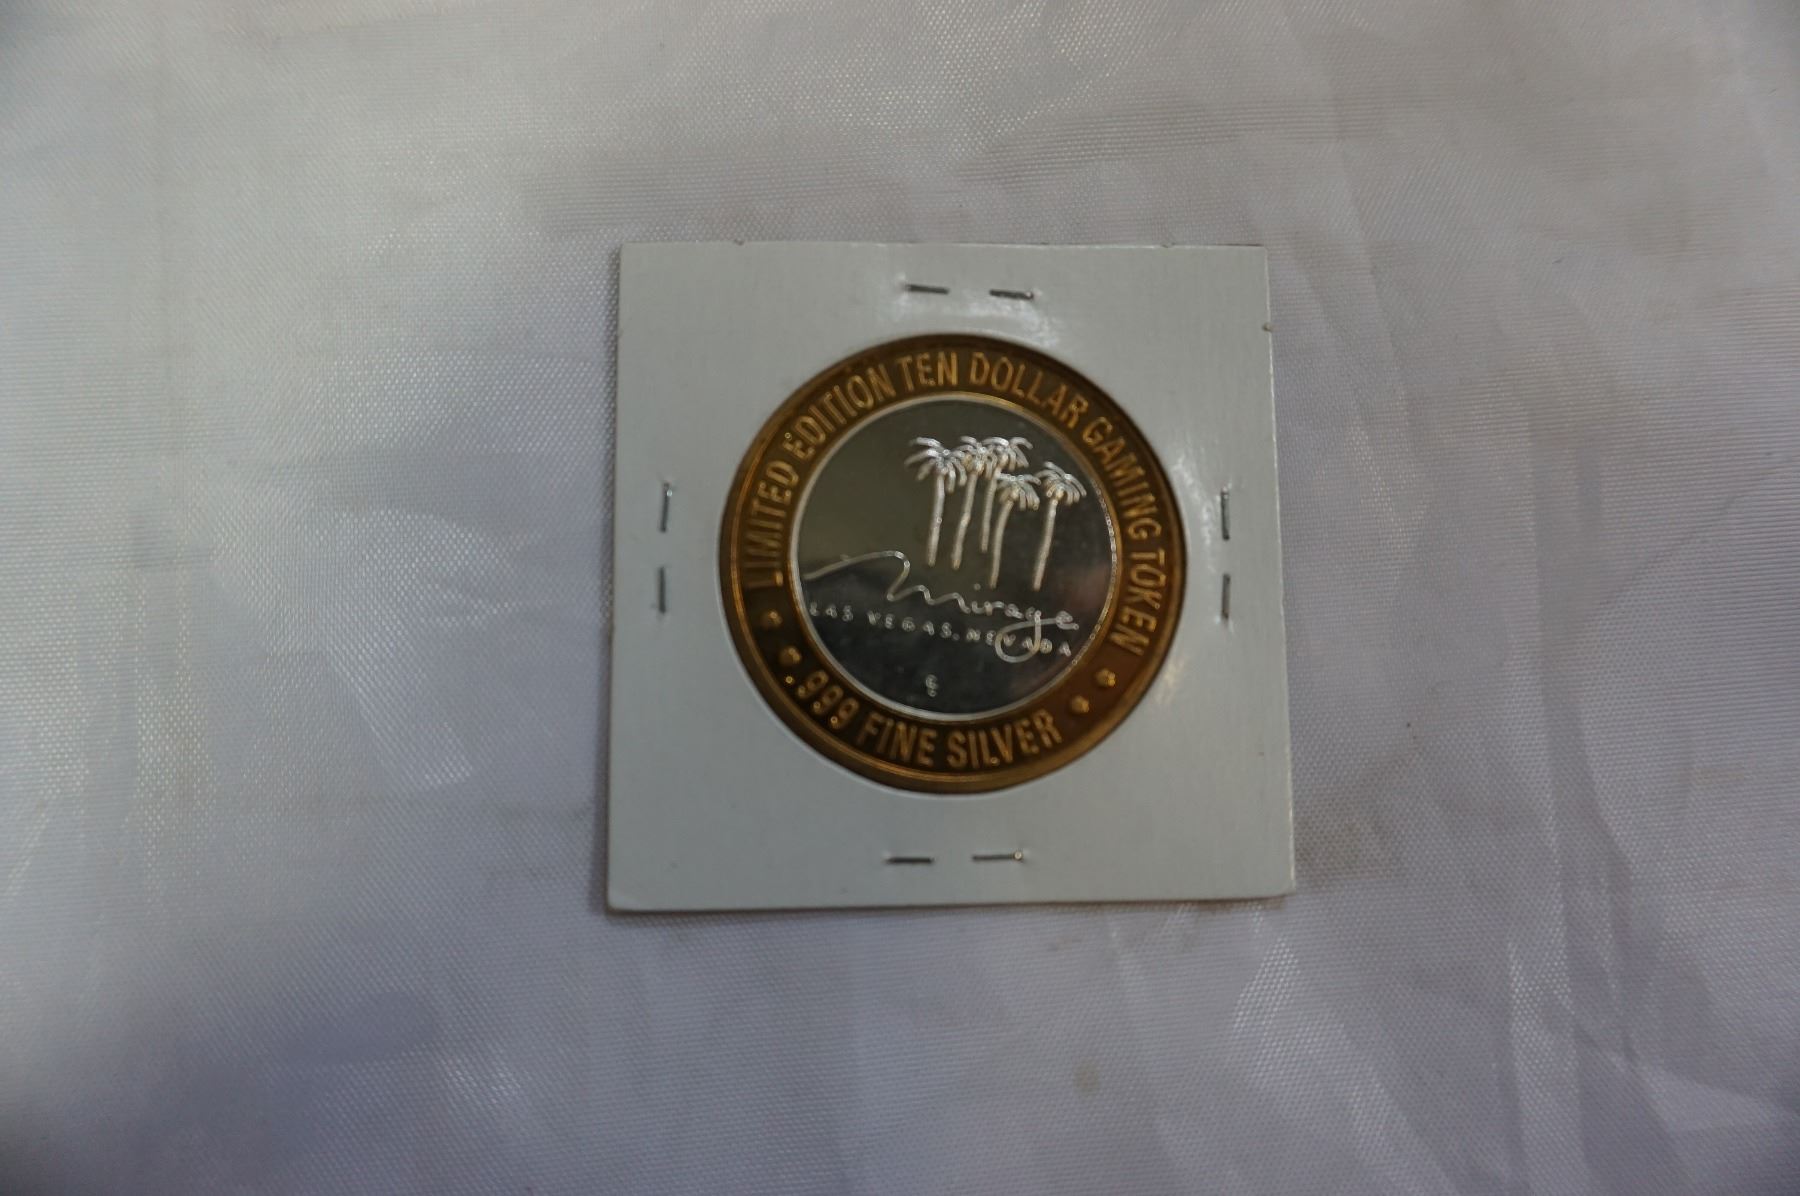 LIMITED EDITION TEN DOLLAR GAMING TOKEN
Mirage
LAS VEGAS, NEVADA
.999 FINE SILVER